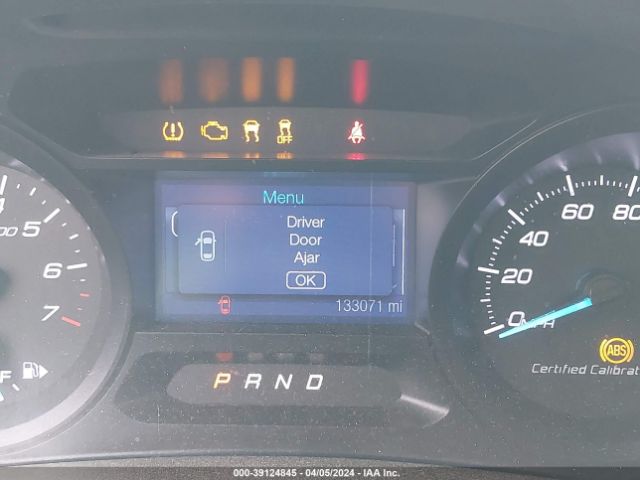 OFF
Menu
Driver
Door
Ajar
OK
133071 mi
P R N D
5
6
7
F
0 MPH
20
40
60
80
ABS
Certified Calibrat
000-39124845 | 04/05/2024 | IAA Inc.